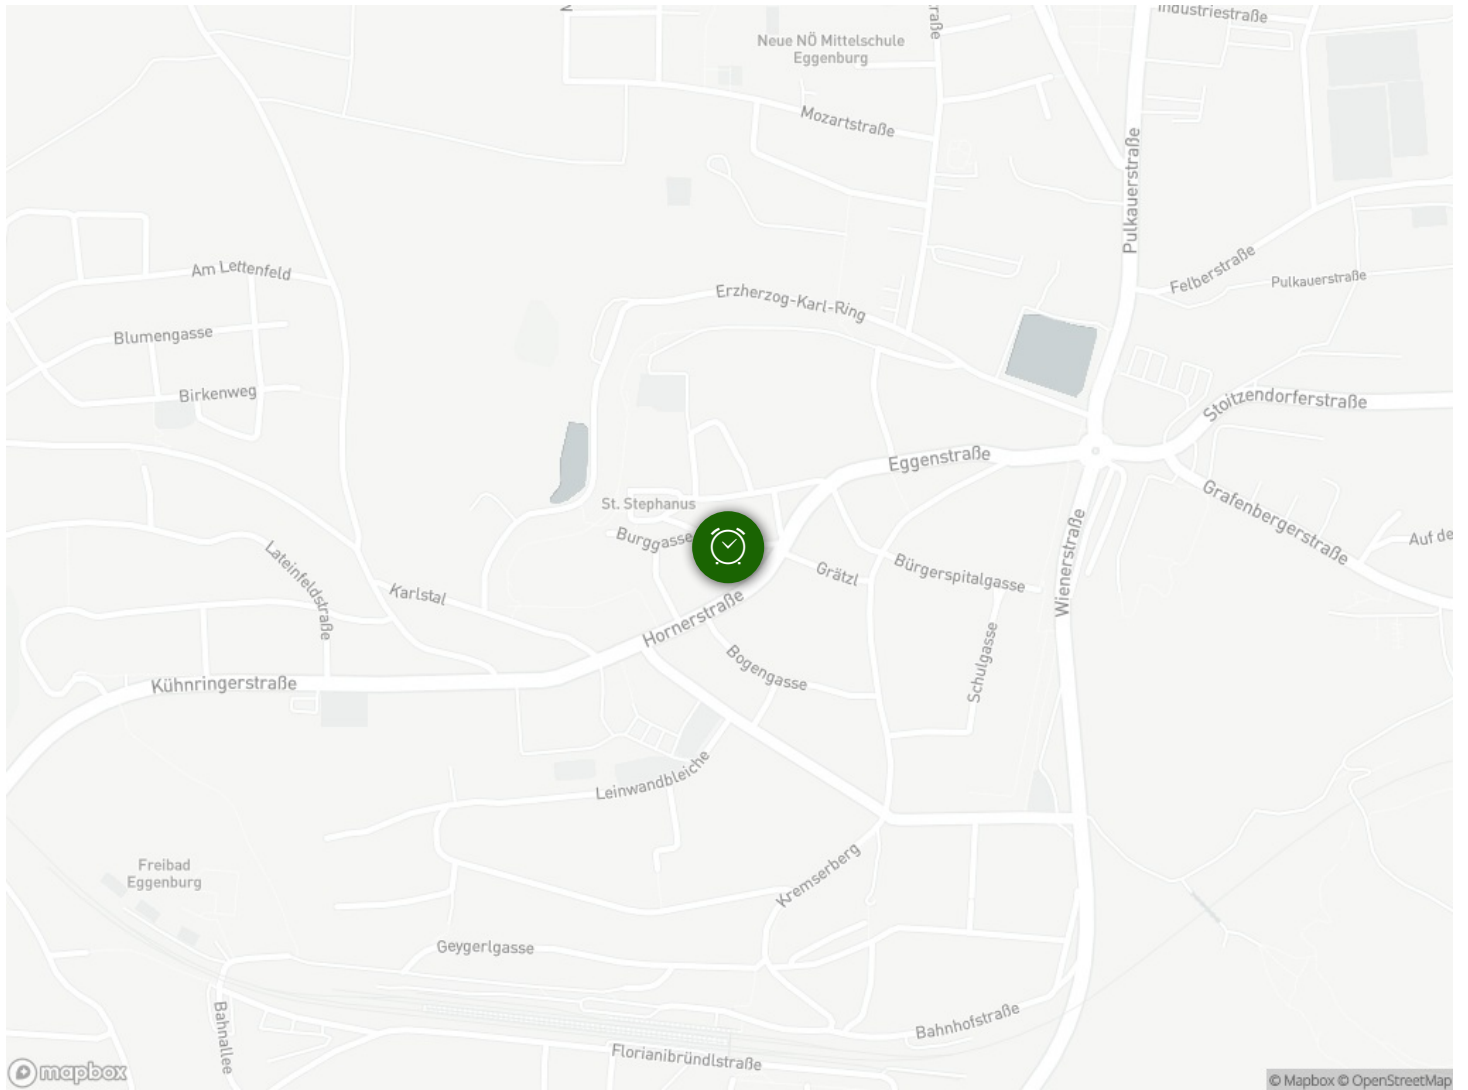 Industriestraße
Neue NÖ Mittelschule
Eggenburg
Mozartstraße
Pulkauerstraße
Am Lettenfeld
Felberstraße
Pulkauerstraße
Erzherzog-Karl-Ring
Blumengasse
Birkenweg
Stoitzendorferstraße
Eggenstraße
St. Stephanus
Grafenbergerstraße
Burggasse
Auf de
Lateinfeldstraße
Wienerstraße
Grätzl
Bürgerspitalgasse
Karlstal
Hornerstraße
Schulgasse
Bogengasse
Kühnringerstraße
Leinwandbleiche
Freibad
Eggenburg
Kremserberg
Geygerlgasse
Bahnallee
Bahnhofstraße
Florianibründlstraße
mapbox
© Mapbox © OpenStreetMap